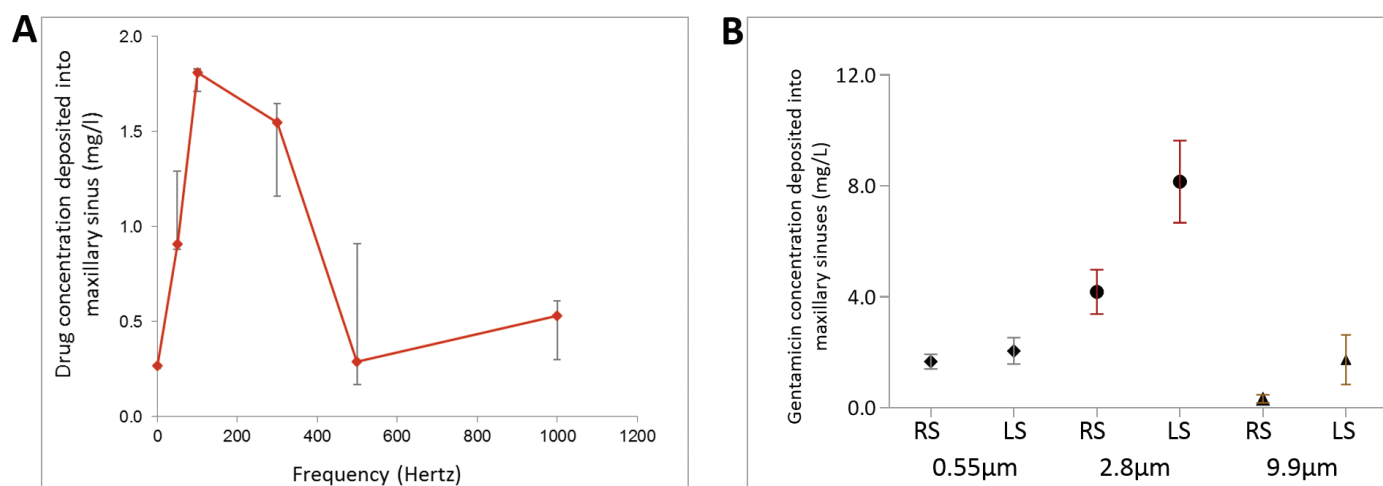 A
Drug concentration deposited into
maxillary sinus (mg/l)
2.0
1.5
1.0
0.5
0.0
0
200
400
600
800
1000
1200
Frequency (Hertz)
B
Gentamicin concentration deposited into
maxillary sinuses (mg/L)
12.0
8.0
4.0
0.0
RS
LS
RS
LS
RS
LS
0.55µm
2.8µm
9.9µm